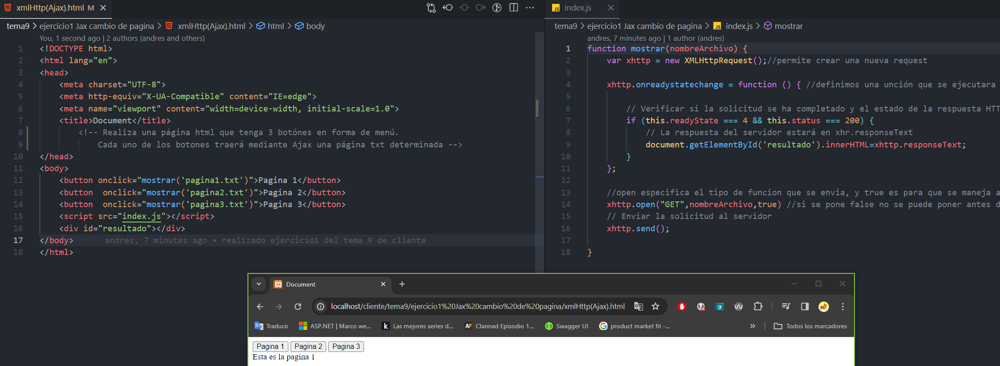 xmlHttp(Ajax).html M
tema9 > ejercicio1 Jax cambio de pagina > xmlHttp(Ajax).html > html > body
You, 1 second ago | 2 authors (andres and others)
1 <!DOCTYPE html>
2 <html lang="en">
3 <head>
4 <meta charset="UTF-8">
5 <meta http-equiv="X-UA-Compatible" content="IE=edge">
6 <meta name="viewport" content="width=device-width, initial-scale=1.0">
7 <title>Document</title>
8 <!-- Realiza una página html que tenga 3 botónes en forma de menú.
9 Cada uno de los botones traerá mediante Ajax una página txt determinada -->
10 </head>
11 <body>
12 <button onclick="mostrar('pagina1.txt')">Pagina 1</button>
13 <button  onclick="mostrar('pagina2.txt')">Pagina 2</button>
14 <button  onclick="mostrar('pagina3.txt')">Pagina 3</button>
15 <script src="index.js"></script>
16 <div id="resultado"></div>
17 </body> andres, 7 minutes ago • realizado ejercicio1 del tema 9 de cliente
18 </html>
JS index.js
tema9 > ejercicio1 Jax cambio de pagina > JS index.js > mostrar
andres, 7 minutes ago | 1 author (andres)
1 function mostrar(nombreArchivo) {
2 var xhttp = new XMLHttpRequest();//permite crear una nueva request
3
4 xhttp.onreadystatechange = function () { //definimos una unción que se ejecutara
5
6 // Verificar si la solicitud se ha completado y el estado de la respuesta HTT
7 if (this.readyState === 4 && this.status === 200) {
8 // La respuesta del servidor estará en xhr.responseText
9 document.getElementById('resultado').innerHTML=xhttp.responseText;
10 }
11 };
12
13 //open especifica el tipo de funcion que se envia, y true es para que se maneja a
14 xhttp.open("GET",nombreArchivo,true) //si se pone false no se puede poner antes d
15 // Enviar la solicitud al servidor
16 xhttp.send();
17
18 }
Document
localhost/cliente/tema9/ejercicio1%20Jax%20cambio%20de%20pagina/xmlHttp(Ajax).html
Traducir ASP.NET | Marco we... k Las mejores series d... AF Clannad Episodio 1... Swagger UI product market fit -... » Todos los marcadores
Pagina 1 Pagina 2 Pagina 3
Esta es la pagina 1